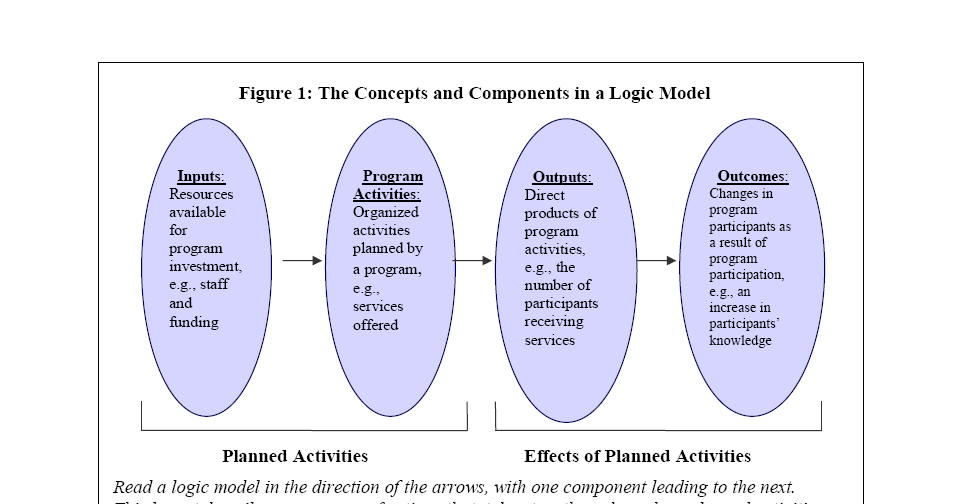 Figure 1: The Concepts and Components in a Logic Model
Inputs:
Resources
available
for
program
investment,
e.g., staff
and
funding
Program
Activities:
Organized
activities
planned by
a program,
e.g.,
services
offered
Outputs:
Direct
products of
program
activities,
e.g., the
number of
participants
receiving
services
Outcomes:
Changes in
program
participants as
a result of
program
participation,
e.g., an
increase in
participants’
knowledge
Planned Activities
Effects of Planned Activities
Read a logic model in the direction of the arrows, with one component leading to the next.